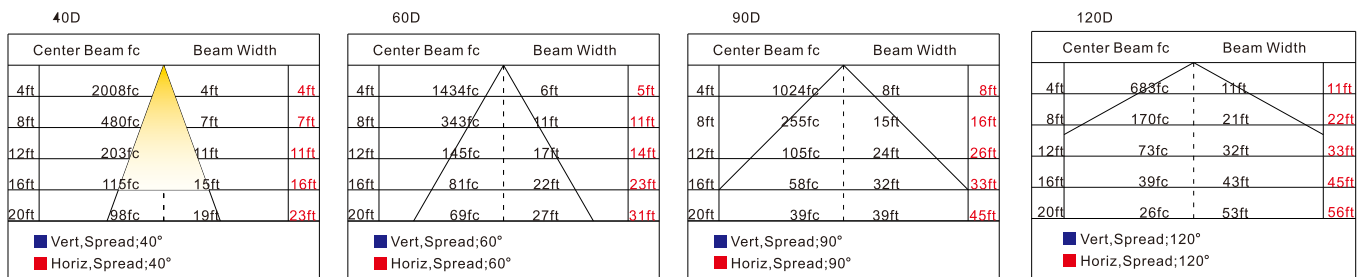 40D
Center Beam fc Beam Width
4ft 2008fc 4ft 4ft
8ft 480fc 7ft 7ft
12ft 203fc 11ft 11ft
16ft 115fc 15ft 16ft
20ft 98fc 19ft 23ft
Vert,Spread;40°
Horiz,Spread;40°
60D
Center Beam fc Beam Width
4ft 1434fc 6ft 5ft
8ft 343fc 11ft 11ft
12ft 145fc 17ft 14ft
16ft 81fc 22ft 23ft
20ft 69fc 27ft 31ft
Vert,Spread;60°
Horiz,Spread;60°
90D
Center Beam fc Beam Width
4ft 1024fc 8ft 8ft
8ft 255fc 15ft 16ft
12ft 105fc 24ft 26ft
16ft 58fc 32ft 33ft
20ft 39fc 39ft 45ft
Vert,Spread;90°
Horiz,Spread;90°
120D
Center Beam fc Beam Width
4ft 683fc 11ft 11ft
8ft 170fc 21ft 22ft
12ft 73fc 32ft 33ft
16ft 39fc 43ft 45ft
20ft 26fc 53ft 56ft
Vert,Spread;120°
Horiz,Spread;120°